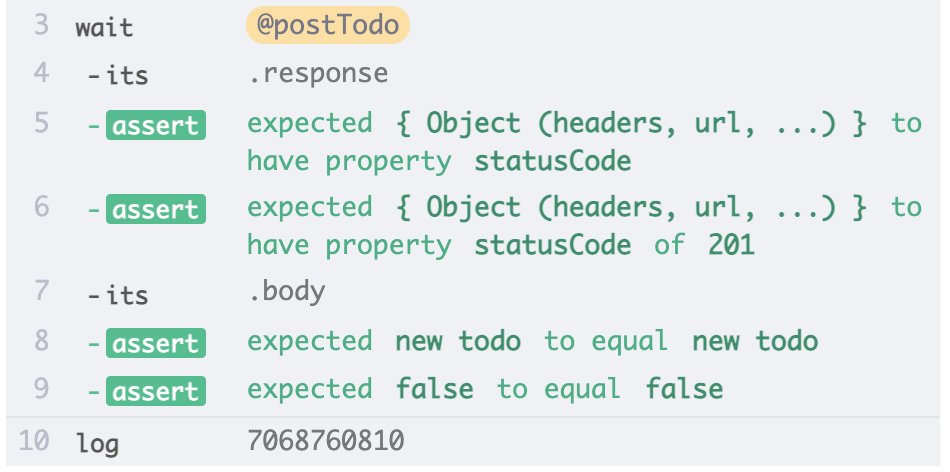 3 wait @postTodo
4 -its .response
5 -assert expected { Object (headers, url, ...) } to
have property statusCode
6 -assert expected { Object (headers, url, ...) } to
have property statusCode of 201
7 -its .body
8 -assert expected new todo to equal new todo
9 -assert expected false to equal false
10 log 7068760810